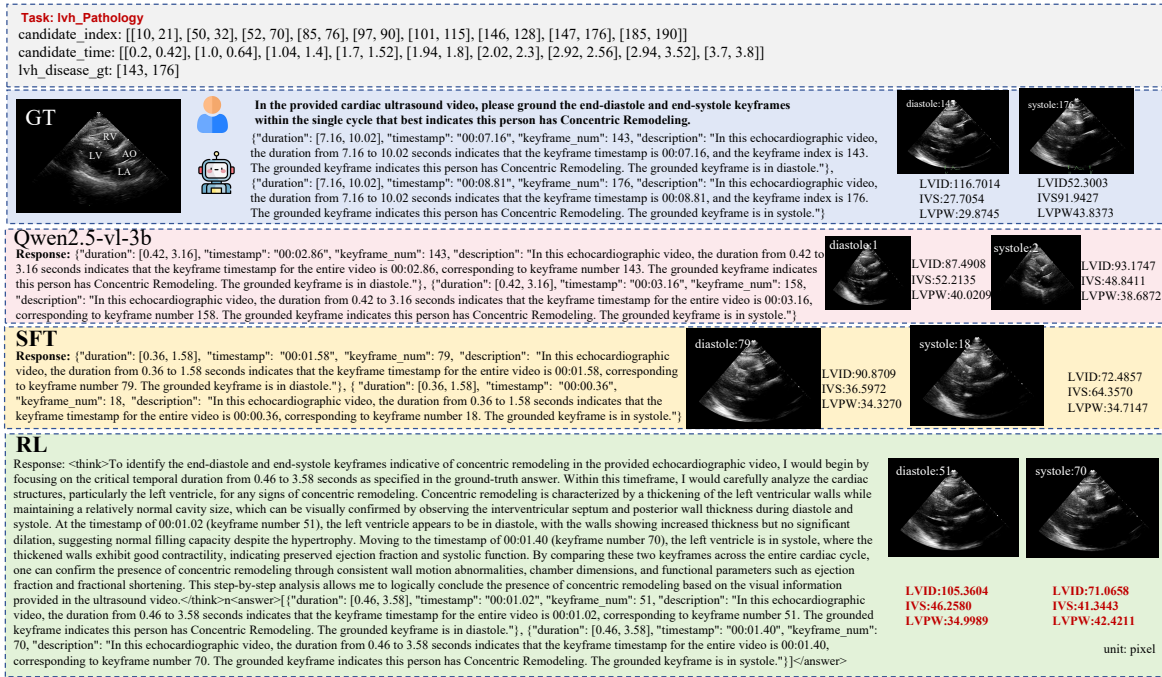 Task: lvh_Pathology
candidate_index: [[10, 21], [50, 32], [52, 70], [85, 76], [97, 90], [101, 115], [146, 128], [147, 176], [185, 190]]
candidate_time: [[0.2, 0.42], [1.0, 0.64], [1.04, 1.4], [1.7, 1.52], [1.94, 1.8], [2.02, 2.3], [2.92, 2.56], [2.94, 3.52], [3.7, 3.8]]
lvh_disease_gt: [143, 176]
GT
RV
LV
AO
LA
In the provided cardiac ultrasound video, please ground the end-diastole and end-systole keyframes
within the single cycle that best indicates this person has Concentric Remodeling.
{"duration": [7.16, 10.02], "timestamp": "00:07.16", "keyframe_num": 143, "description": "In this echocardiographic video,
the duration from 7.16 to 10.02 seconds indicates that the keyframe timestamp is 00:07.16, and the keyframe index is 143.
The grounded keyframe indicates this person has Concentric Remodeling. The grounded keyframe is in diastole."},
{"duration": [7.16, 10.02], "timestamp": "00:08.81", "keyframe_num": 176, "description": "In this echocardiographic video,
the duration from 7.16 to 10.02 seconds indicates that the keyframe timestamp is 00:08.81, and the keyframe index is 176.
The grounded keyframe indicates this person has Concentric Remodeling. The grounded keyframe is in systole."}
diastole:143
systole:176
LVID:116.7014
IVS:27.7054
LVPW:29.8745
LVID52.3003
IVS91.9427
LVPW43.8373
Qwen2.5-vl-3b
Response: {"duration": [0.42, 3.16], "timestamp": "00:02.86", "keyframe_num": 143, "description": "In this echocardiographic video, the duration from 0.42 to
3.16 seconds indicates that the keyframe timestamp for the entire video is 00:02.86, corresponding to keyframe number 143. The grounded keyframe indicates
this person has Concentric Remodeling. The grounded keyframe is in diastole."}, {"duration": [0.42, 3.16], "timestamp": "00:03.16", "keyframe_num": 158,
"description": "In this echocardiographic video, the duration from 0.42 to 3.16 seconds indicates that the keyframe timestamp for the entire video is 00:03.16,
corresponding to keyframe number 158. The grounded keyframe indicates this person has Concentric Remodeling. The grounded keyframe is in systole."}
diastole:1
LVID:87.4908
IVS:52.2135
LVPW:40.0209
systole:2
LVID:93.1747
IVS:48.8411
LVPW:38.6872
SFT
Response: {"duration": [0.36, 1.58], "timestamp": "00:01.58", "keyframe_num": 79, "description": "In this echocardiographic
video, the duration from 0.36 to 1.58 seconds indicates that the keyframe timestamp for the entire video is 00:01.58, corresponding
to keyframe number 79. The grounded keyframe is in diastole."}, { "duration": [0.36, 1.58], "timestamp": "00:00.36",
"keyframe_num": 18, "description": "In this echocardiographic video, the duration from 0.36 to 1.58 seconds indicates that the
keyframe timestamp for the entire video is 00:00.36, corresponding to keyframe number 18. The grounded keyframe is in systole."}
diastole:79
LVID:90.8709
IVS:36.5972
LVPW:34.3270
systole:18
LVID:72.4857
IVS:64.3570
LVPW:34.7147
RL
Response: <think>To identify the end-diastole and end-systole keyframes indicative of concentric remodeling in the provided echocardiographic video, I would begin by
focusing on the critical temporal duration from 0.46 to 3.58 seconds as specified in the ground-truth answer. Within this timeframe, I would carefully analyze the cardiac
structures, particularly the left ventricle, for any signs of concentric remodeling. Concentric remodeling is characterized by a thickening of the left ventricular walls while
maintaining a relatively normal cavity size, which can be visually confirmed by observing the interventricular septum and posterior wall thickness during diastole and
systole. At the timestamp of 00:01.02 (keyframe number 51), the left ventricle appears to be in diastole, with the walls showing increased thickness but no significant
dilation, suggesting normal filling capacity despite the hypertrophy. Moving to the timestamp of 00:01.40 (keyframe number 70), the left ventricle is in systole, where the
thickened walls exhibit good contractility, indicating preserved ejection fraction and systolic function. By comparing these two keyframes across the entire cardiac cycle,
one can confirm the presence of concentric remodeling through consistent wall motion abnormalities, chamber dimensions, and functional parameters such as ejection
fraction and fractional shortening. This step-by-step analysis allows me to logically conclude the presence of concentric remodeling based on the visual information
provided in the ultrasound video.</think>n<answer>[{"duration": [0.46, 3.58], "timestamp": "00:01.02", "keyframe_num": 51, "description": "In this echocardiographic
video, the duration from 0.46 to 3.58 seconds indicates that the keyframe timestamp for the entire video is 00:01.02, corresponding to keyframe number 51. The grounded
keyframe indicates this person has Concentric Remodeling. The grounded keyframe is in diastole."}, {"duration": [0.46, 3.58], "timestamp": "00:01.40", "keyframe_num":
70, "description": "In this echocardiographic video, the duration from 0.46 to 3.58 seconds indicates that the keyframe timestamp for the entire video is 00:01.40,
corresponding to keyframe number 70. The grounded keyframe indicates this person has Concentric Remodeling. The grounded keyframe is in systole."}]</answer>
diastole:51
systole:70
LVID:105.3604
IVS:46.2580
LVPW:34.9989
LVID:71.0658
IVS:41.3443
LVPW:42.4211
unit: pixel